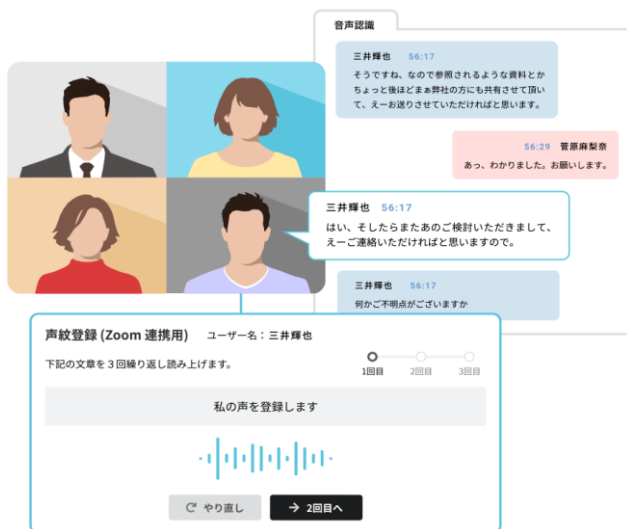 音声認識
三井輝也 56:17
そうですね、なので参照されるような資料とか
ちょっと後ほどまぁ弊社の方にも共有させて頂い
て、えーお送りさせていただければと思います。
56:29 菅原麻梨奈
あっ、わかりました。お願いします。
三井輝也 56:17
はい、そしたらまたあのご検討いただきまして、
えーご連絡いただければと思いますので。
三井輝也 56:17
何かご不明点がございますか
声紋登録 (Zoom 連携用) ユーザー名：三井輝也
下記の文章を３回繰り返し読み上げます。
1回目 2回目 3回目
私の声を登録します
やり直し
2回目へ